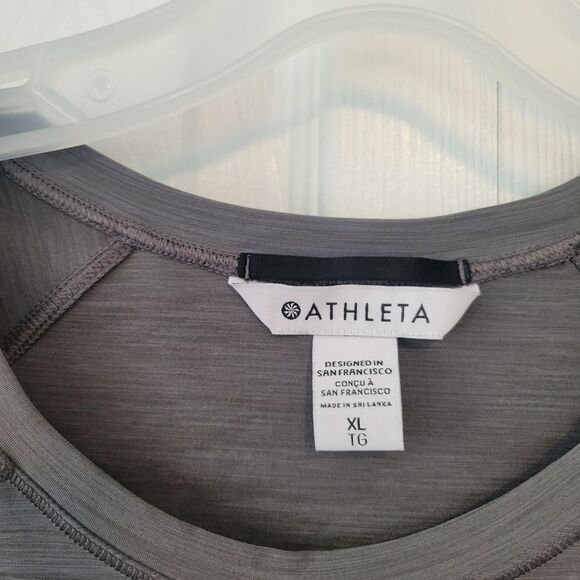 ATHLETA
DESIGNED IN
SAN FRANCISCO
CONÇU À
SAN FRANCISCO
MADE IN SRI LANKA
XL
TG